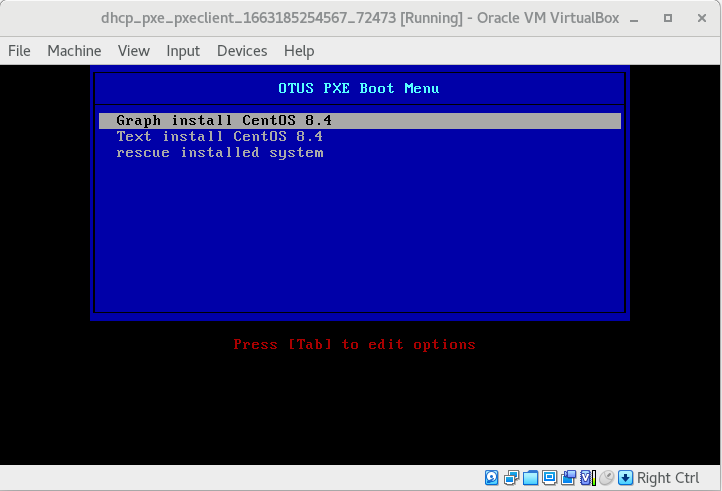 dhcp_pxe_pxeclient_1663185254567_72473 [Running] - Oracle VM VirtualBox
File Machine View Input Devices Help
OTUS PXE Boot Menu
Graph install CentOS 8.4
Text install CentOS 8.4
rescue installed system
Press [Tab] to edit options
Right Ctrl